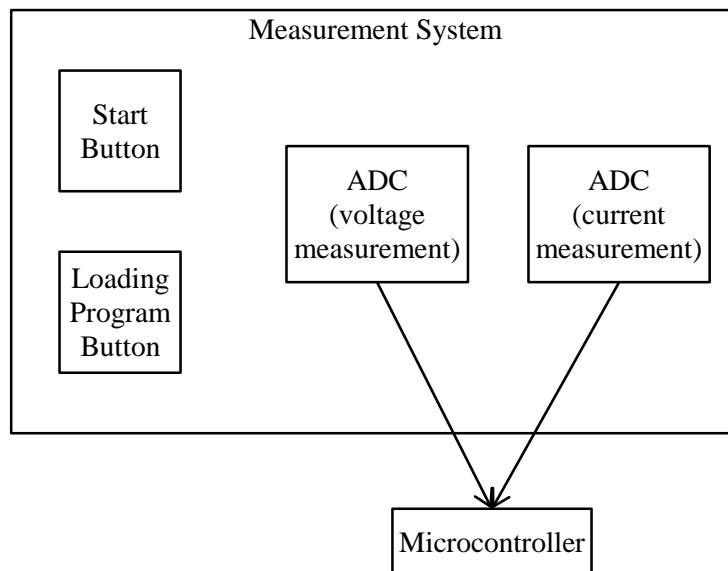 Measurement System
Start
Button
ADC
(voltage
measurement)
ADC
(current
measurement)
Loading
Program
Button
Microcontroller